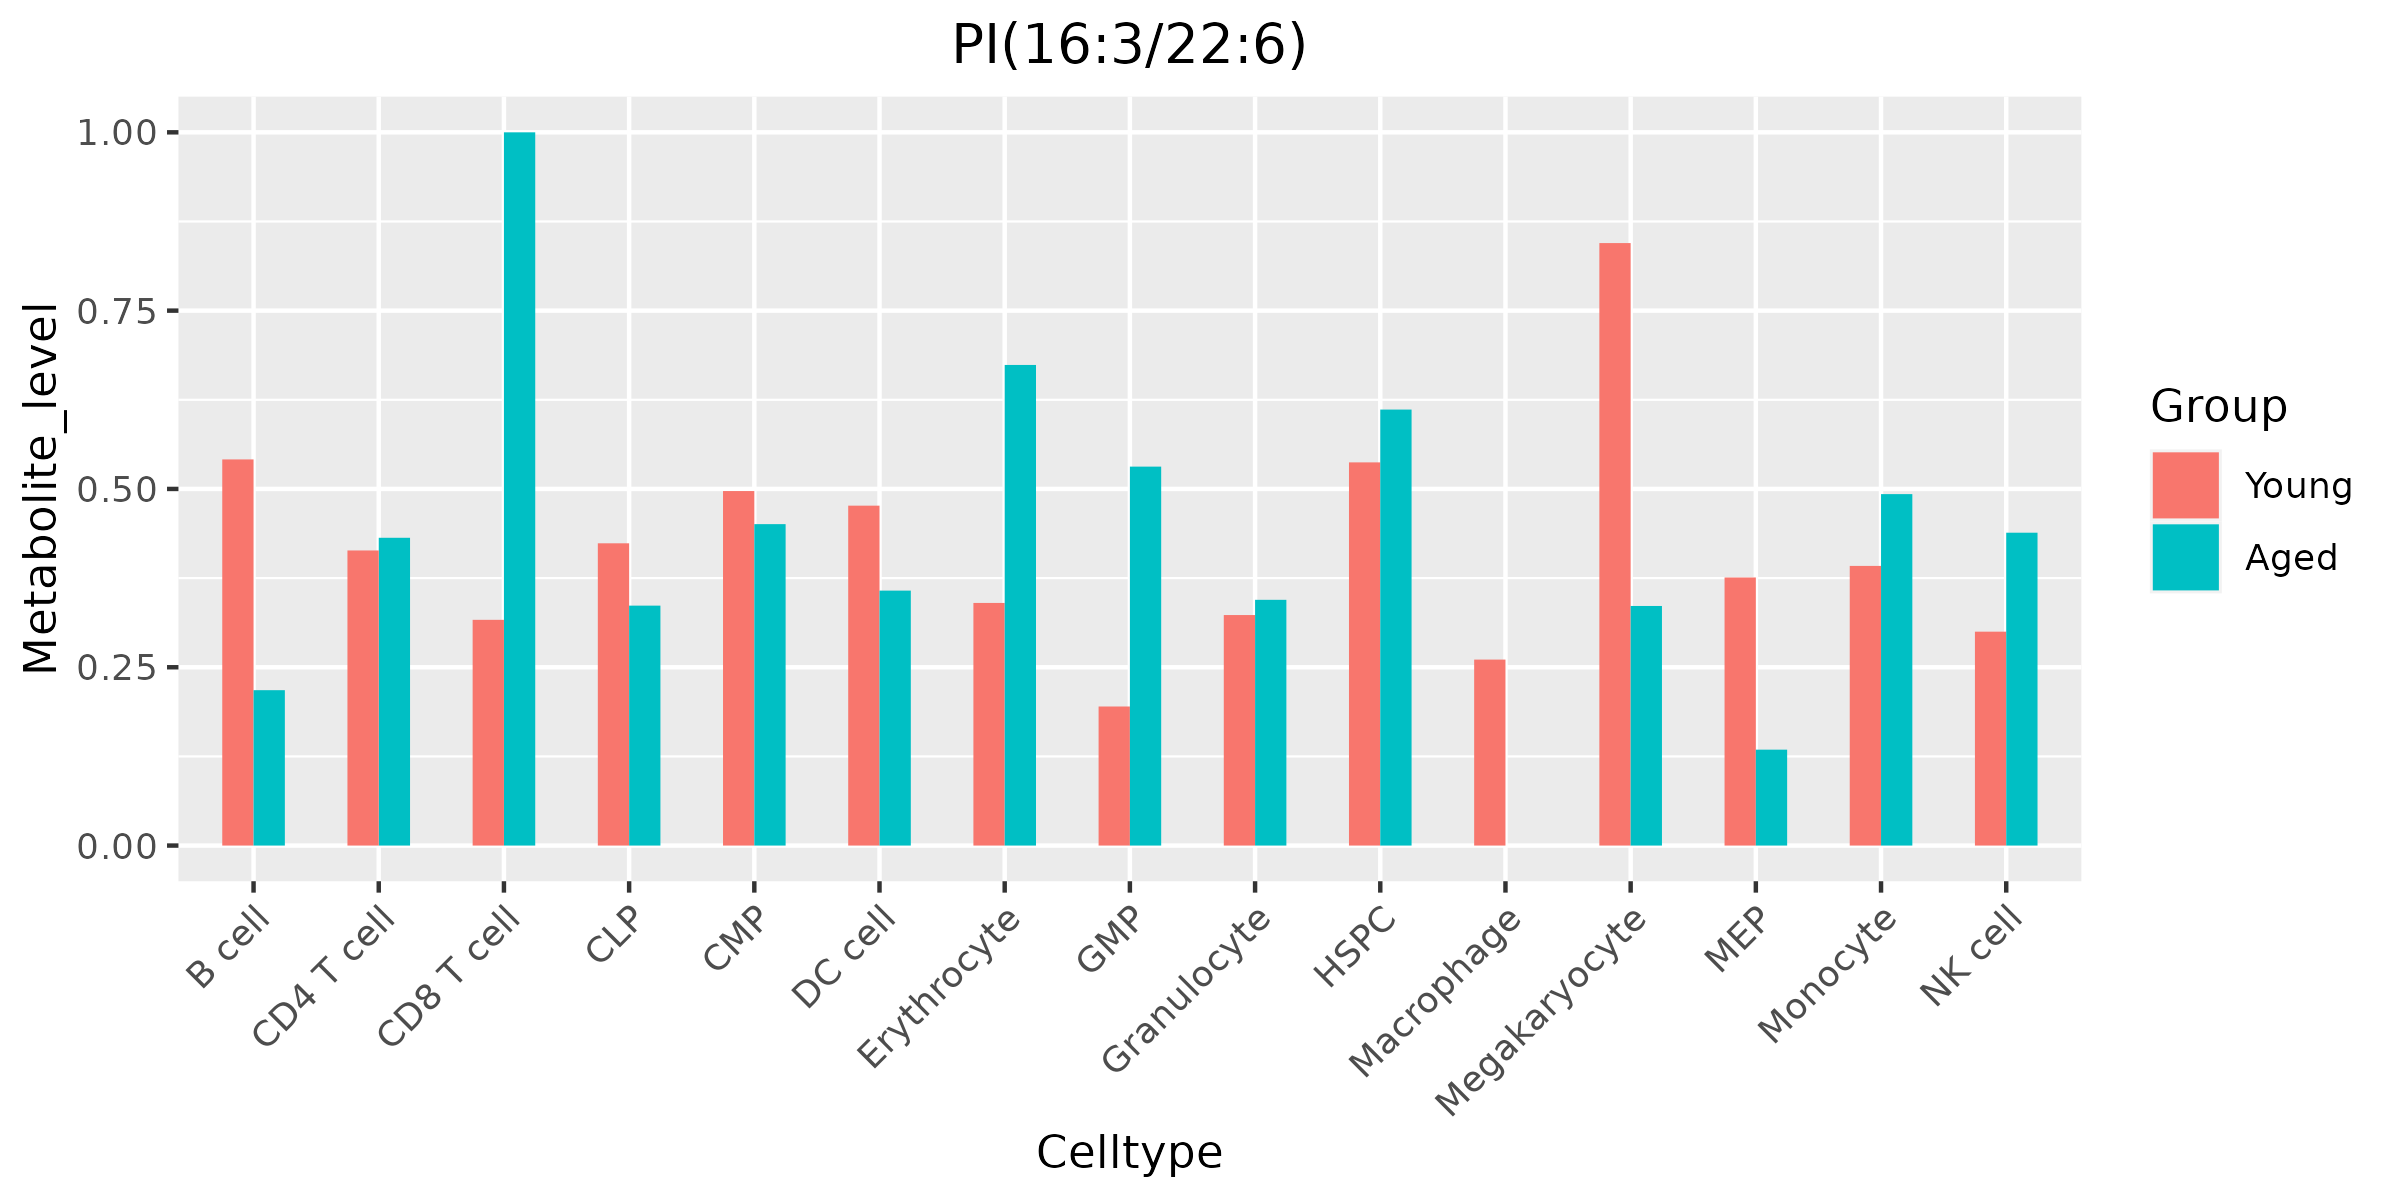 PI(16:3/22:6)
Metabolite_level
1.00
0.75
0.50
0.25
0.00
B cell
CD4 T cell
CD8 T cell
CLP
CMP
DC cell
Erythrocyte
GMP
Granulocyte
HSPC
Macrophage
Megakaryocyte
MEP
Monocyte
NK cell
Celltype
Group
Young
Aged